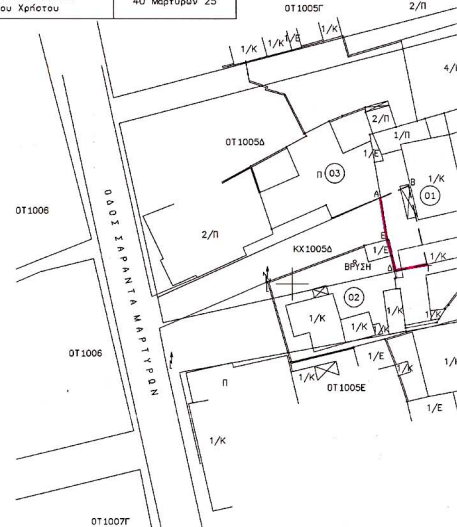 ου Χρήστου
40 Μαρτύρων 25
ΟΤ1005Γ
2/Π
1/Κ
1/Κ
1/Ε
1/Κ
4/
2/Π
1/Π
ΟΤ1005Δ
1/Ε
Π
03
1/Κ
Α
Β
01
ΟΤ1006
ΟΔΟΣ ΣΑΡΑΝΤΑ ΜΑΡΤΥΡΩΝ
2/Π
ΚΧ1005Δ
Ε
1/Ε
ΒΡΥΣΗ
Δ
02
1/Κ
1/Κ
1/Κ
1/Κ
1/Κ
ΟΤ1006
1/Κ
1/Ε
1/Κ
Π
ΟΤ1005Ε
1/Κ
1/Ε
1/Κ
ΟΤ1007Γ